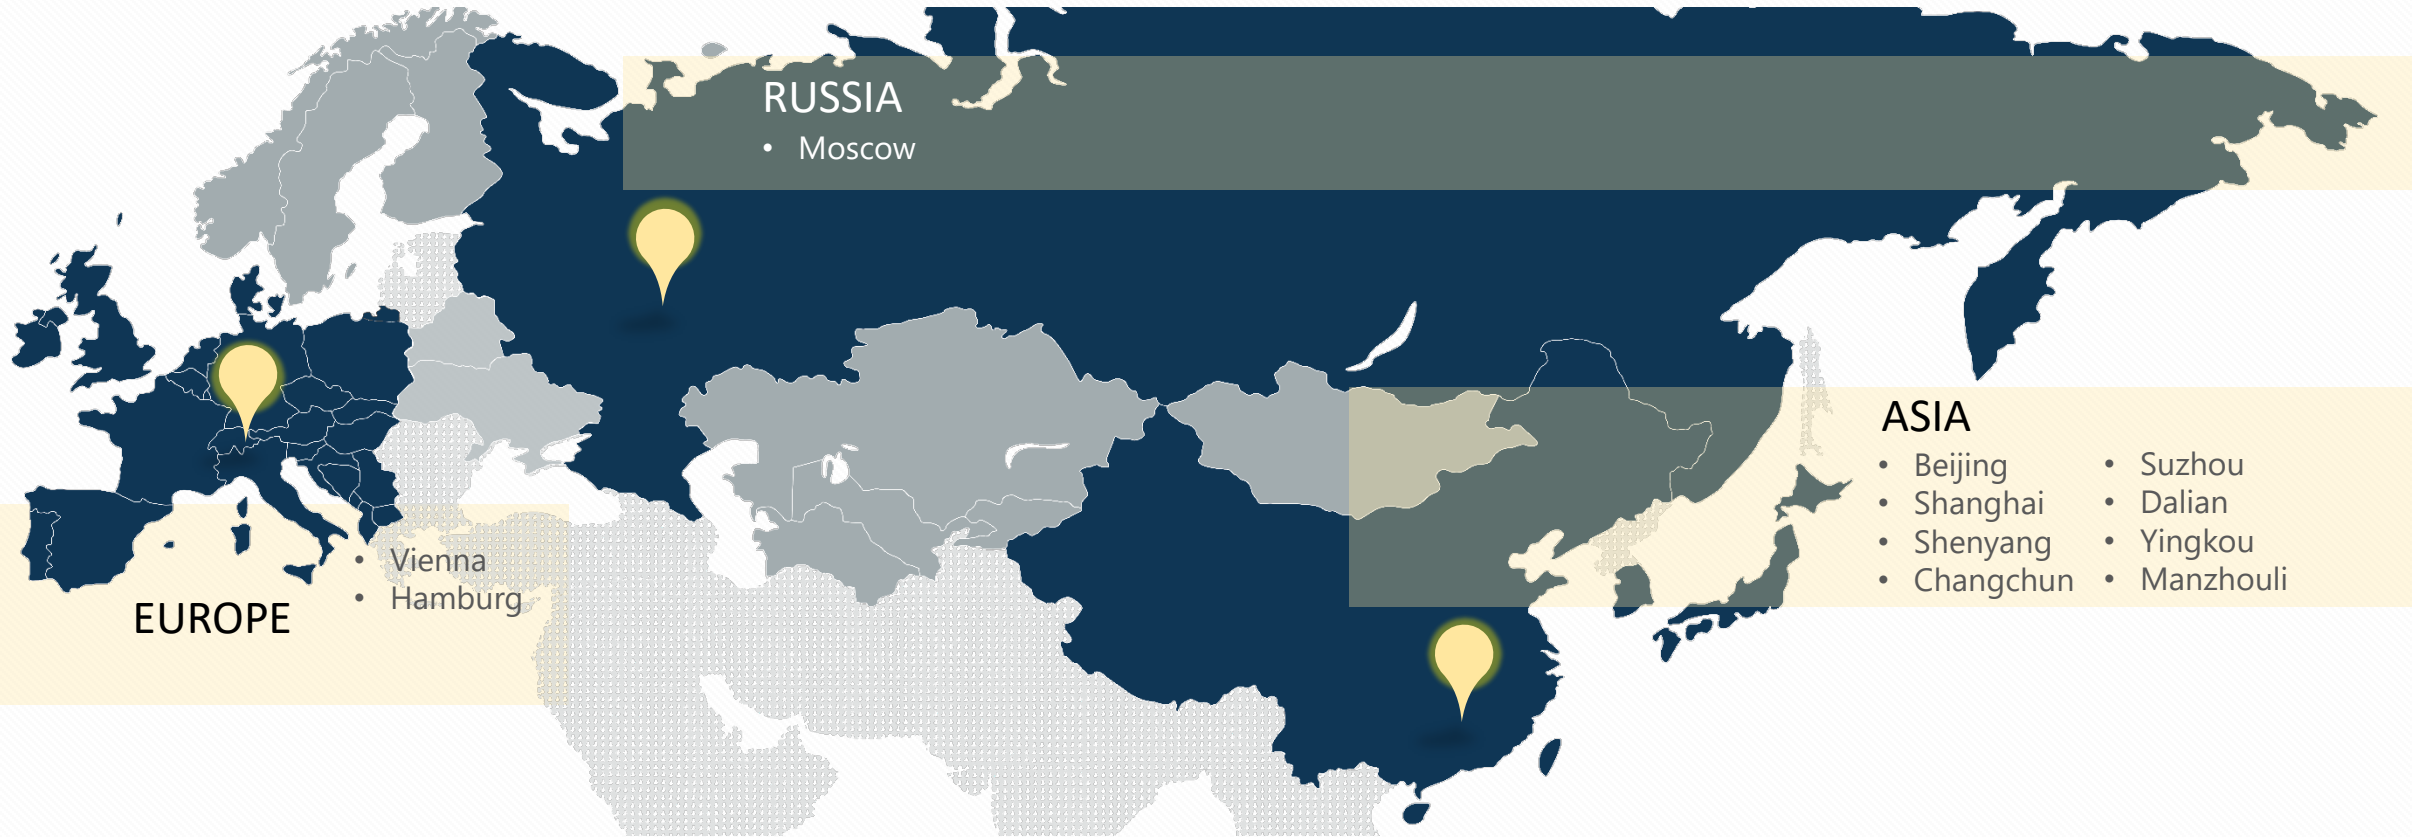 RUSSIA
• Moscow
ASIA
• Beijing
• Shanghai
• Shenyang
• Changchun
• Suzhou
• Dalian
• Yingkou
• Manzhouli
EUROPE
• Vienna
• Hamburg